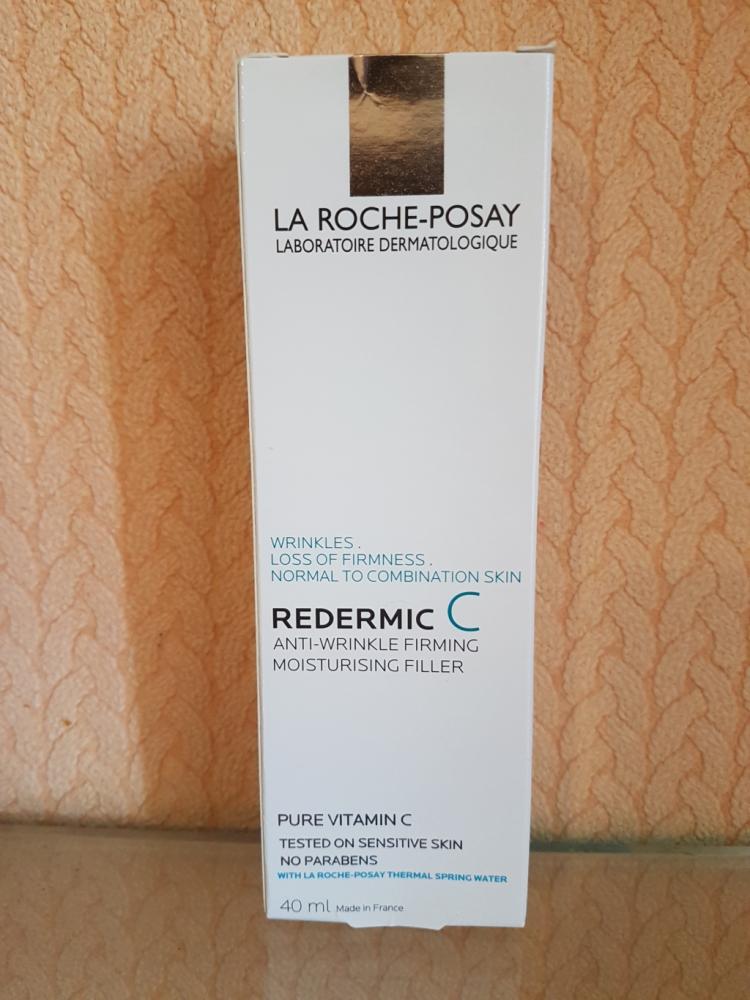 LA ROCHE-POSAY
LABORATOIRE DERMATOLOGIQUE
WRINKLES .
LOSS OF FIRMNESS .
NORMAL TO COMBINATION SKIN
REDERMIC C
ANTI-WRINKLE FIRMING
MOISTURISING FILLER
PURE VITAMIN C
TESTED ON SENSITIVE SKIN
NO PARABENS
WITH LA ROCHE-POSAY THERMAL SPRING WATER
40 ml Made in France